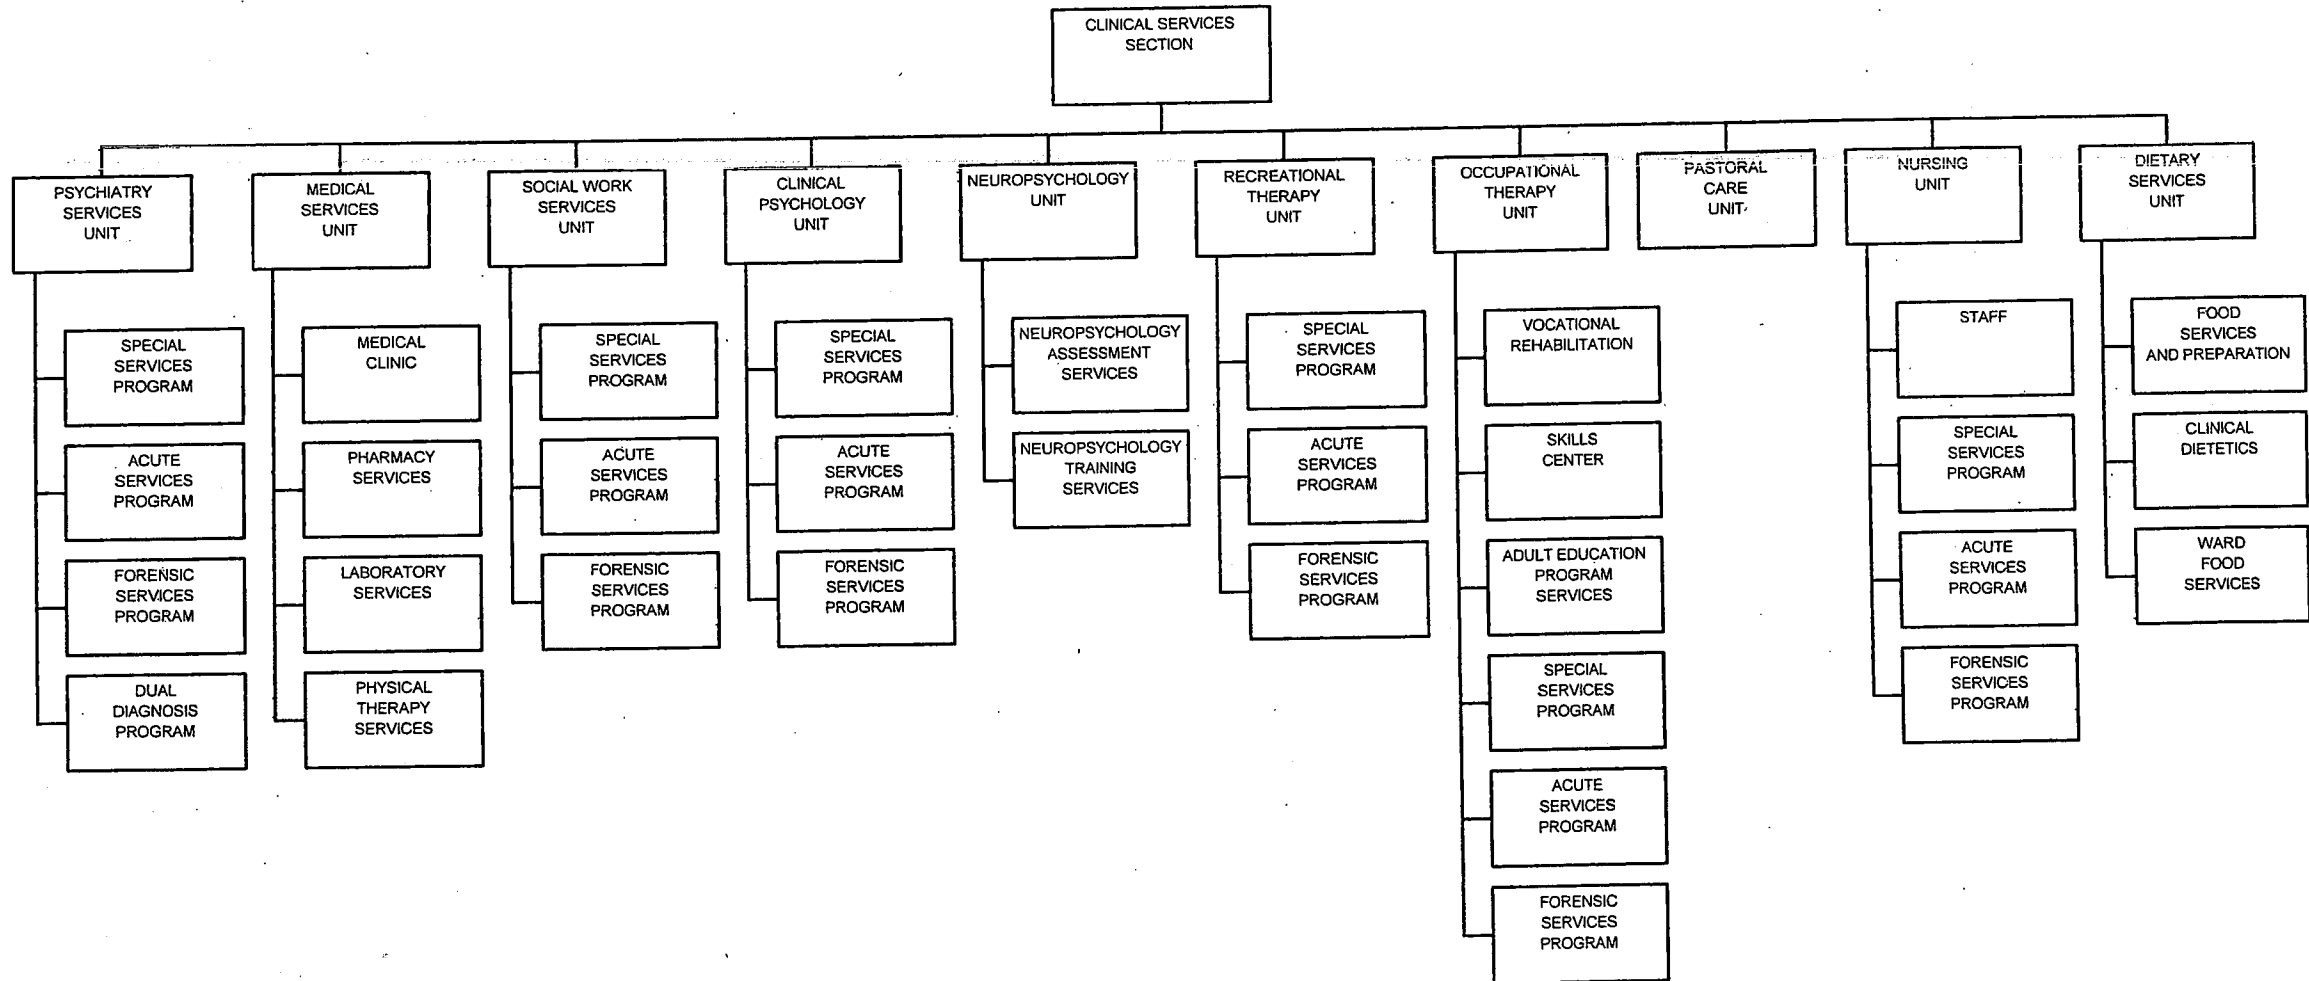 CLINICAL SERVICES
SECTION
PSYCHIATRY
SERVICES
UNIT
MEDICAL
SERVICES
UNIT
SOCIAL WORK
SERVICES
UNIT
CLINICAL
PSYCHOLOGY
UNIT
NEUROPSYCHOLOGY
UNIT
RECREATIONAL
THERAPY
UNIT
OCCUPATIONAL
THERAPY
UNIT
PASTORAL
CARE
UNIT
NURSING
UNIT
DIETARY
SERVICES
UNIT
SPECIAL
SERVICES
PROGRAM
ACUTE
SERVICES
PROGRAM
FORENSIC
SERVICES
PROGRAM
DUAL
DIAGNOSIS
PROGRAM
MEDICAL
CLINIC
PHARMACY
SERVICES
LABORATORY
SERVICES
PHYSICAL
THERAPY
SERVICES
SPECIAL
SERVICES
PROGRAM
ACUTE
SERVICES
PROGRAM
FORENSIC
SERVICES
PROGRAM
SPECIAL
SERVICES
PROGRAM
ACUTE
SERVICES
PROGRAM
FORENSIC
SERVICES
PROGRAM
NEUROPSYCHOLOGY
ASSESSMENT
SERVICES
NEUROPSYCHOLOGY
TRAINING
SERVICES
SPECIAL
SERVICES
PROGRAM
ACUTE
SERVICES
PROGRAM
FORENSIC
SERVICES
PROGRAM
VOCATIONAL
REHABILITATION
SKILLS
CENTER
ADULT EDUCATION
PROGRAM
SERVICES
SPECIAL
SERVICES
PROGRAM
ACUTE
SERVICES
PROGRAM
FORENSIC
SERVICES
PROGRAM
STAFF
SPECIAL
SERVICES
PROGRAM
ACUTE
SERVICES
PROGRAM
FORENSIC
SERVICES
PROGRAM
FOOD
SERVICES
AND PREPARATION
CLINICAL
DIETETICS
WARD
FOOD
SERVICES